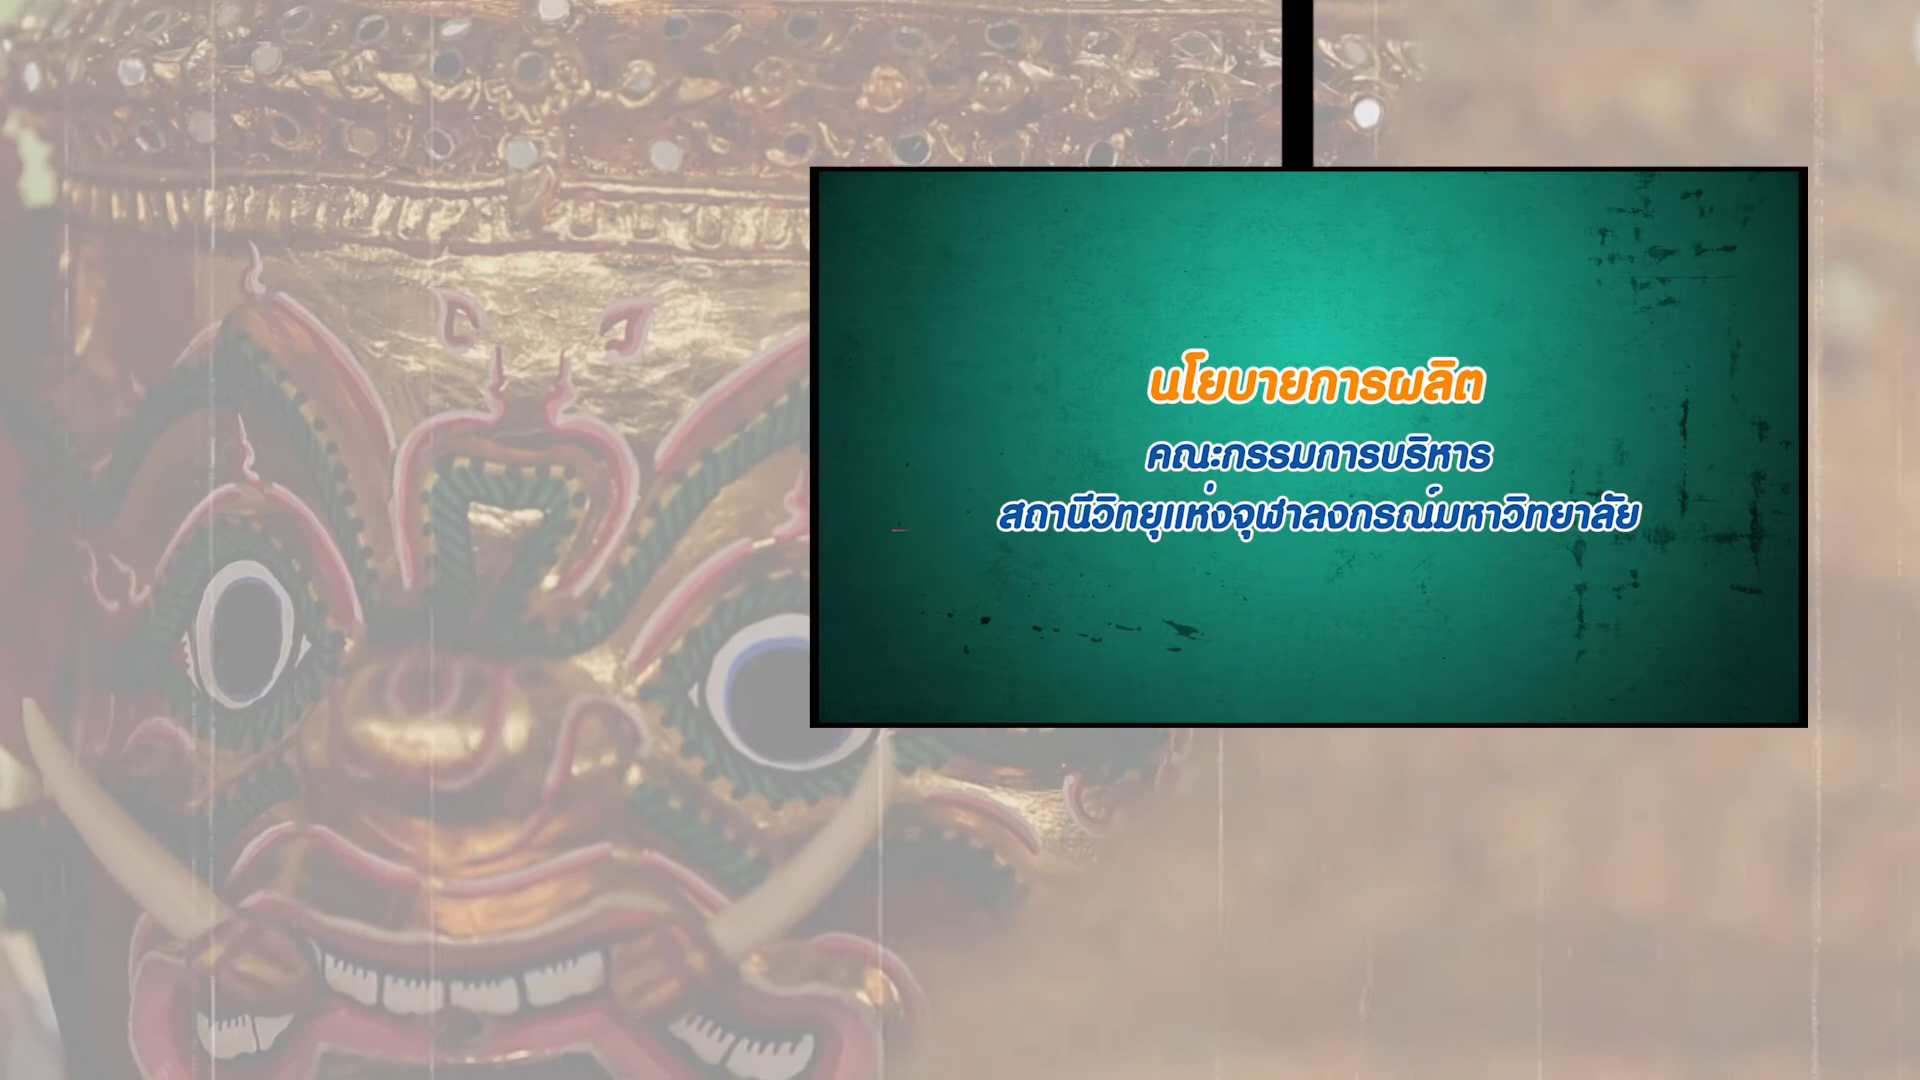 นโยบายการผลิต
คณะกรรมการบริหาร
สถานีวิทยุแห่งจุฬาลงกรณ์มหาวิทยาลัย